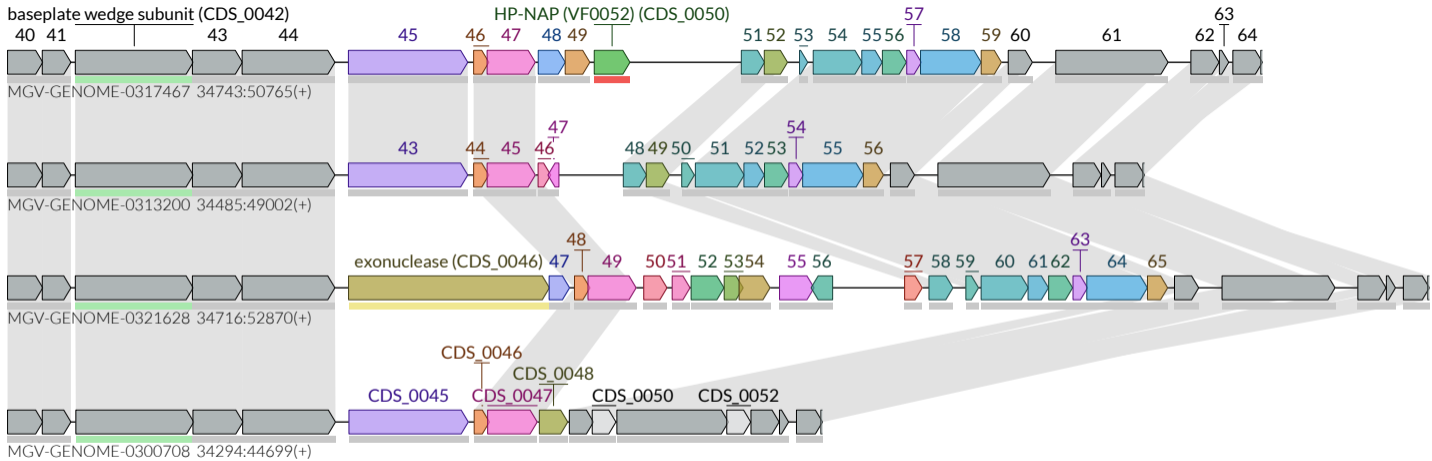 baseplate wedge subunit (CDS_0042) HP-NAP (VF0052) (CDS_0050) 57 63
40 41 43 44 45 46 47 48 49 51 52 53 54 55 56 58 59 60 61 62 64
MGV-GENOME-0317467 34743:50765(+)
47 54
43 44 45 46 48 49 50 51 52 53 55 56
MGV-GENOME-0313200 34485:49002(+)
48 63
exonuclease (CDS_0046) 47 49 50 51 52 53 54 55 56 57 58 59 60 61 62 64 65
MGV-GENOME-0321628 34716:52870(+)
CDS_0046
CDS_0048
CDS_0045 CDS_0047 CDS_0050 CDS_0052
MGV-GENOME-0300708 34294:44699(+)